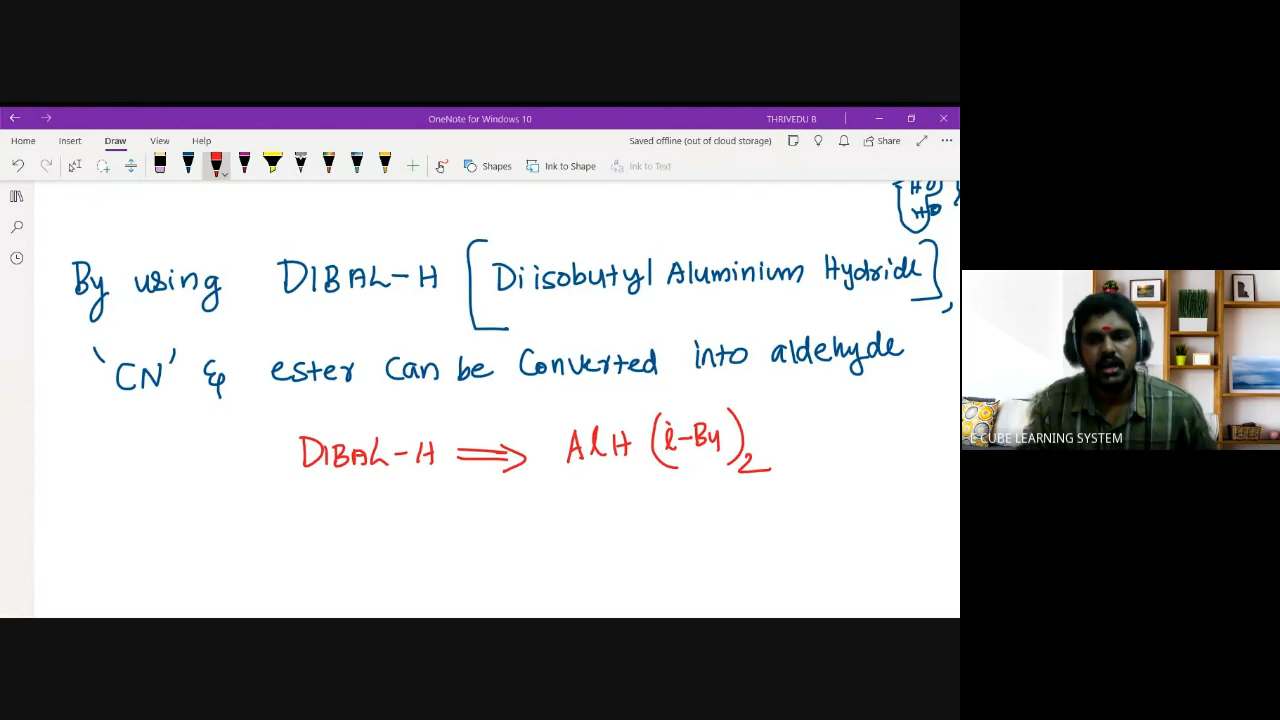 OneNote for Windows 10
THRIVEDU B
Home Insert Draw View Help
Saved offline (out of cloud storage)
Share
Shapes
Ink to Shape
Ink to Text
HO
HO
By using DIBAL-H [Diisobutyl Aluminium Hydride],
'CN' & ester can be Converted into aldehyde
DIBAL-H ⟹ AlH (i-Bu)2
E CUBE LEARNING SYSTEM